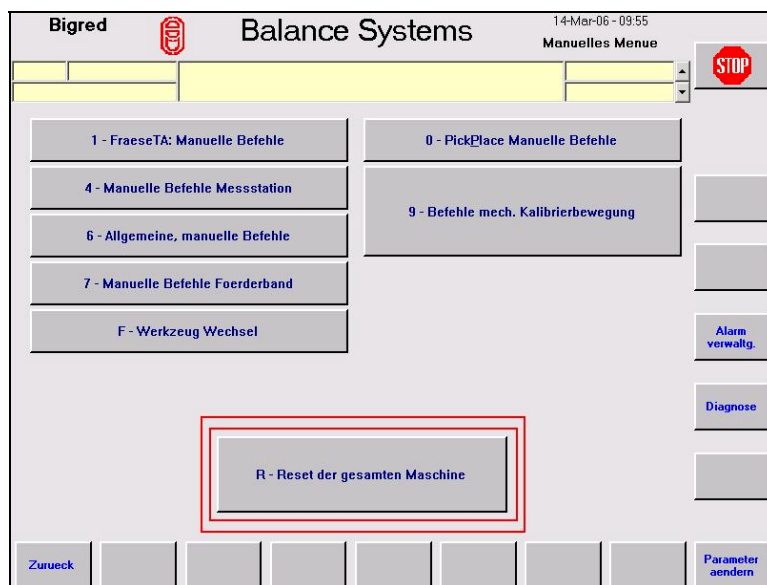 Bigred
Balance Systems
14-Mar-06 - 09:55
Manuelles Menue
STOP
1 - FraeseTA: Manuelle Befehle
0 - PickPlace Manuelle Befehle
4 - Manuelle Befehle Messstation
9 - Befehle mech. Kalibrierbewegung
6 - Allgemeine, manuelle Befehle
7 - Manuelle Befehle Foerderband
F - Werkzeug Wechsel
Alarm
verwaltg.
Diagnose
R - Reset der gesamten Maschine
Zurueck
Parameter
aendern